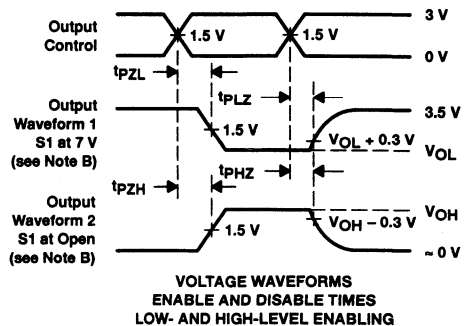 3 V
Output
Control
1.5 V
1.5 V
0 V
tPZL
tPLZ
Output
Waveform 1
S1 at 7 V
(see Note B)
3.5 V
1.5 V
VOL + 0.3 V
VOL
tPZH
tPHZ
Output
Waveform 2
S1 at Open
(see Note B)
VOH
VOH – 0.3 V
1.5 V
≈ 0 V
VOLTAGE WAVEFORMS
ENABLE AND DISABLE TIMES
LOW- AND HIGH-LEVEL ENABLING